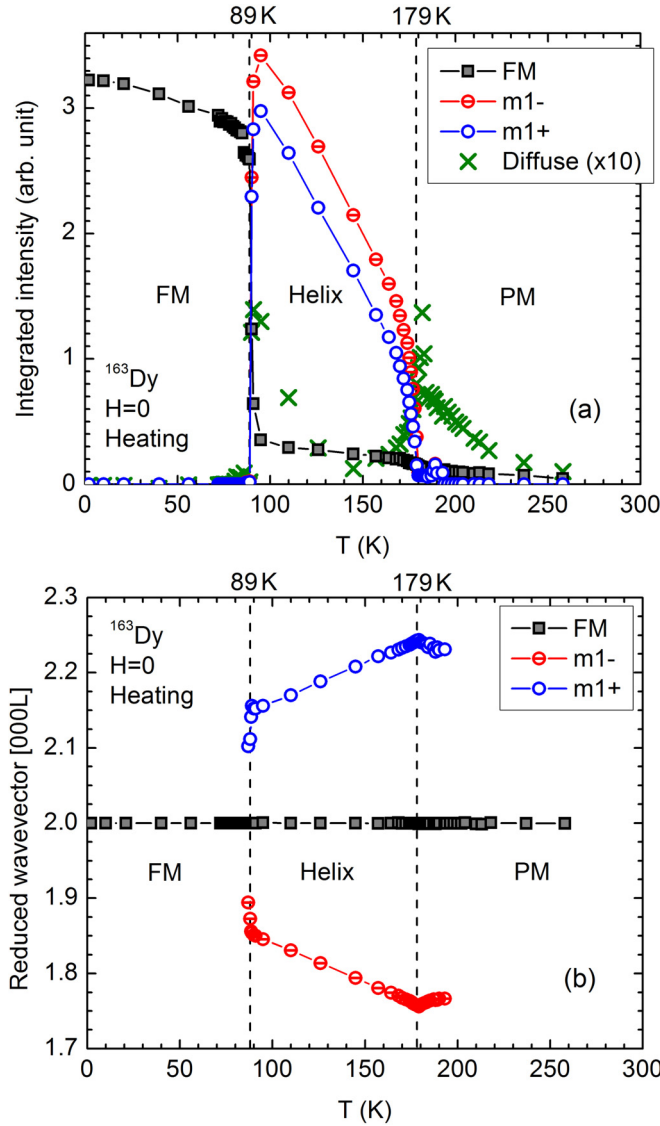 89 K 179 K
FM
m1-
m1+
Diffuse (x10)
3
2
1
0
Integrated intensity (arb. unit)
FM Helix PM
¹⁶³Dy
H=0
Heating
(a)
0 50 100 150 200 250 300
T (K)
89 K 179 K
2.3
2.2
2.1
2.0
1.9
1.8
1.7
Reduced wavevector [000L]
¹⁶³Dy
H=0
Heating
FM
m1-
m1+
FM Helix PM
(b)
0 50 100 150 200 250 300
T (K)